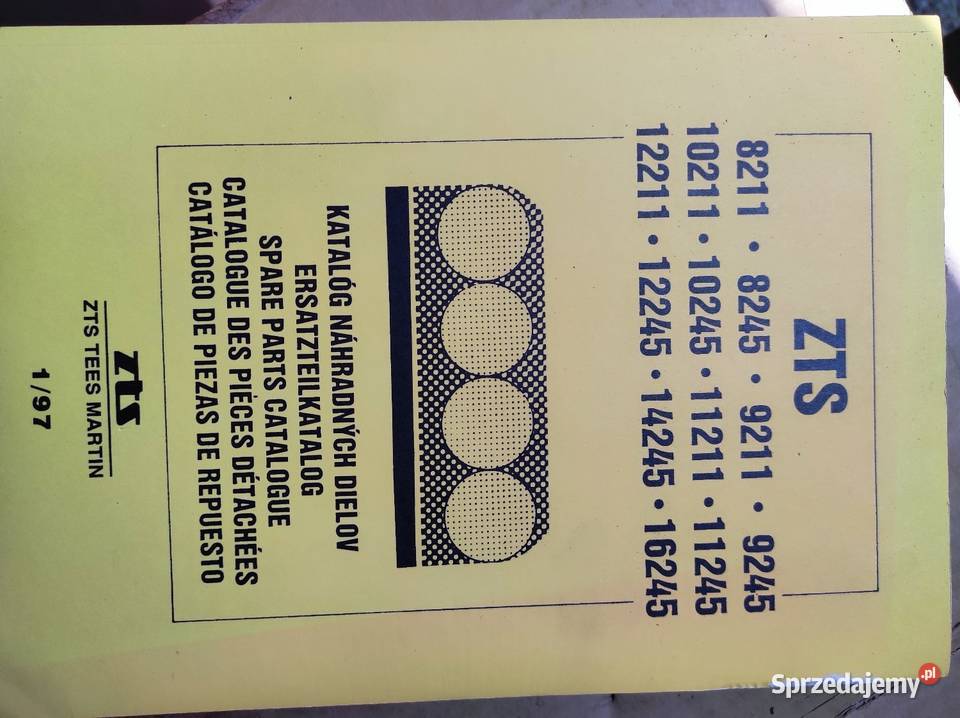 ZTS
8211 • 8245 • 9211 • 9245
10211 • 10245 • 11211 • 11245
12211 • 12245 • 14245 • 16245
KATALÓG NÁHRADNÝCH DIELOV
ERSATZTEILKATALOG
SPARE PARTS CATALOGUE
CATALOGUE DES PIÈCES DÉTACHÉES
CATÁLOGO DE PIEZAS DE REPUESTO
zts
ZTS TEES MARTIN
1/97
Sprzedajemy.pl